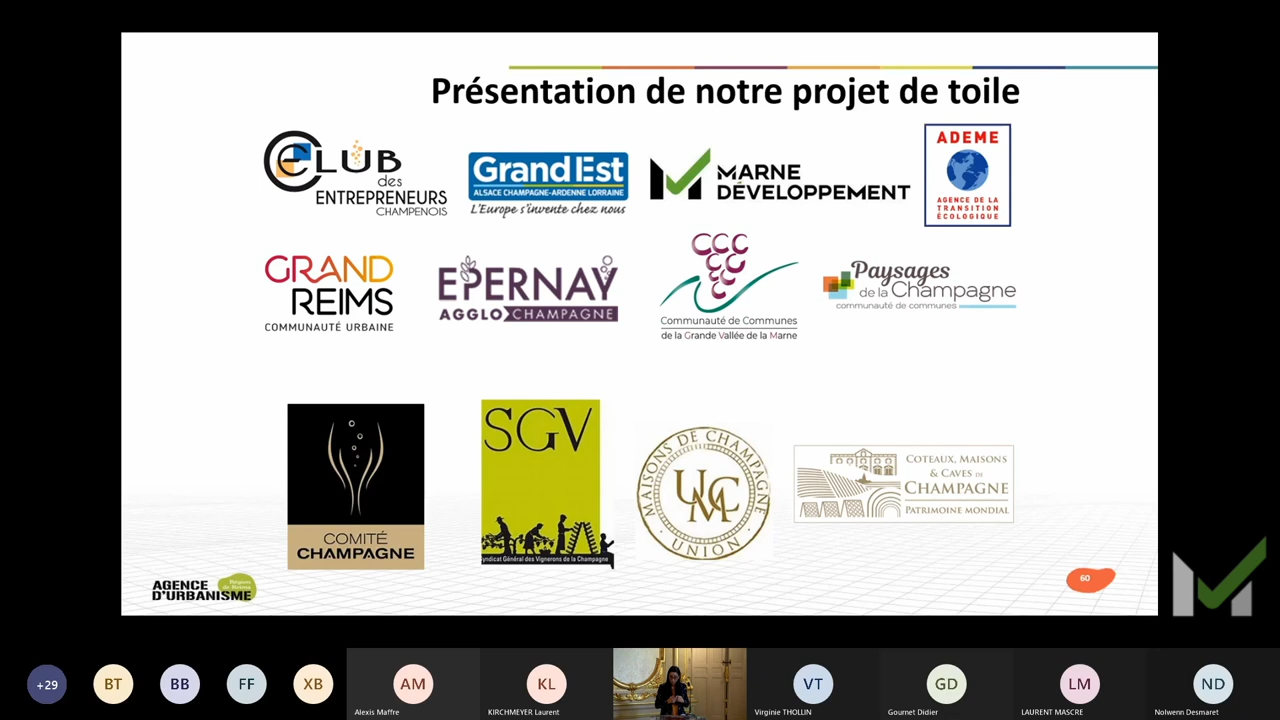 Présentation de notre projet de toile
CLUB
des
ENTREPRENEURS
CHAMPENOIS
Grand Est
ALSACE CHAMPAGNE-ARDENNE LORRAINE
L'Europe s'invente chez nous
MARNE
DÉVELOPPEMENT
ADEME
AGENCE DE LA
TRANSITION
ÉCOLOGIQUE
GRAND
REIMS
COMMUNAUTÉ URBAINE
EPERNAY
AGGLO CHAMPAGNE
CCC
Communauté de Communes
de la Grande Vallée de la Marne
Paysages
de la Champagne
communauté de communes
COMITÉ
CHAMPAGNE
SGV
Syndicat Général des Vignerons de la Champagne
MAISONS DE CHAMPAGNE
UMC
UNION
COTEAUX, MAISONS
& CAVES DE
CHAMPAGNE
PATRIMOINE MONDIAL
AGENCE
D'URBANISME
Région
de Reims
60
+29
BT
BB
FF
XB
AM
Alexis Maffre
KL
KIRCHMEYER Laurent
VT
Virginie THOLLIN
GD
Gournet Didier
LM
LAURENT MASCRE
ND
Nolwenn Desmaret